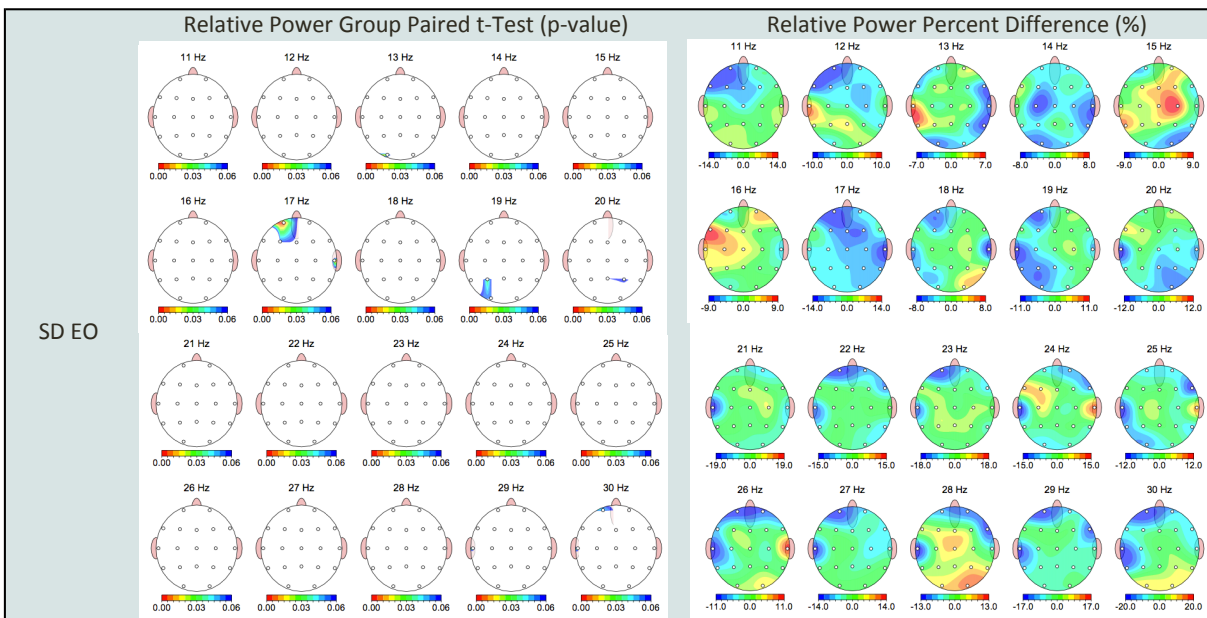 Relative Power Group Paired t-Test (p-value) Relative Power Percent Difference (%)
11 Hz 12 Hz 13 Hz 14 Hz 15 Hz 11 Hz 12 Hz 13 Hz 14 Hz 15 Hz
0.00 0.03 0.06 0.00 0.03 0.06 0.00 0.03 0.06 0.00 0.03 0.06 0.00 0.03 0.06 -14.0 0.0 14.0 -10.0 0.0 10.0 -7.0 0.0 7.0 -8.0 0.0 8.0 -9.0 0.0 9.0
16 Hz 17 Hz 18 Hz 19 Hz 20 Hz 16 Hz 17 Hz 18 Hz 19 Hz 20 Hz
0.00 0.03 0.06 0.00 0.03 0.06 0.00 0.03 0.06 0.00 0.03 0.06 0.00 0.03 0.06 -9.0 0.0 9.0 -14.0 0.0 14.0 -8.0 0.0 8.0 -11.0 0.0 11.0 -12.0 0.0 12.0
SD EO
21 Hz 22 Hz 23 Hz 24 Hz 25 Hz 21 Hz 22 Hz 23 Hz 24 Hz 25 Hz
0.00 0.03 0.06 0.00 0.03 0.06 0.00 0.03 0.06 0.00 0.03 0.06 0.00 0.03 0.06 -19.0 0.0 19.0 -15.0 0.0 15.0 -18.0 0.0 18.0 -15.0 0.0 15.0 -12.0 0.0 12.0
26 Hz 27 Hz 28 Hz 29 Hz 30 Hz 26 Hz 27 Hz 28 Hz 29 Hz 30 Hz
0.00 0.03 0.06 0.00 0.03 0.06 0.00 0.03 0.06 0.00 0.03 0.06 0.00 0.03 0.06 -11.0 0.0 11.0 -14.0 0.0 14.0 -13.0 0.0 13.0 -17.0 0.0 17.0 -20.0 0.0 20.0